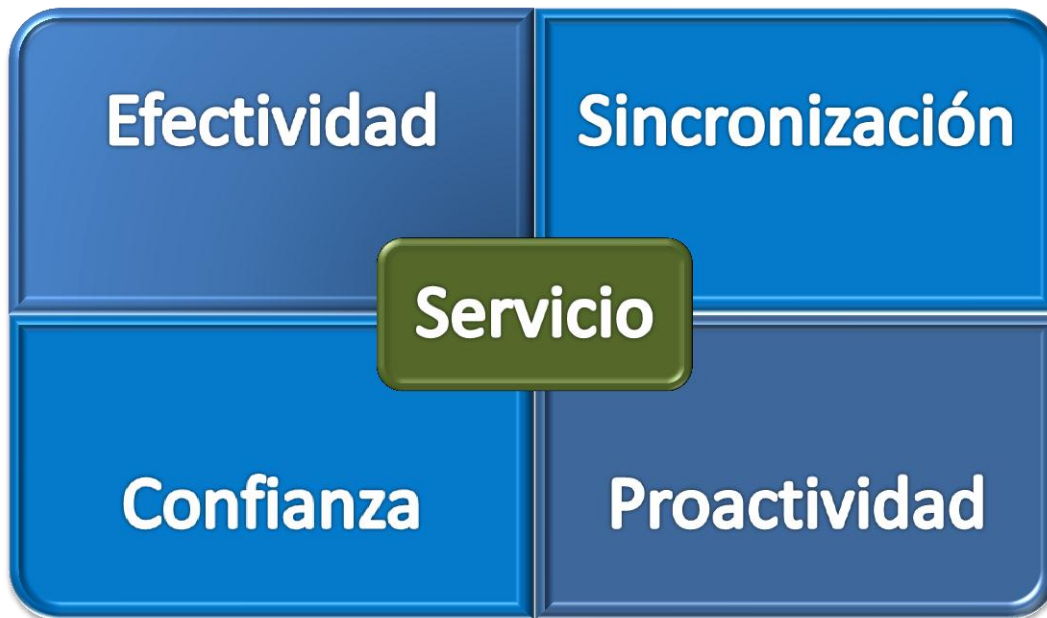 Efectividad
Sincronización
Servicio
Confianza
Proactividad